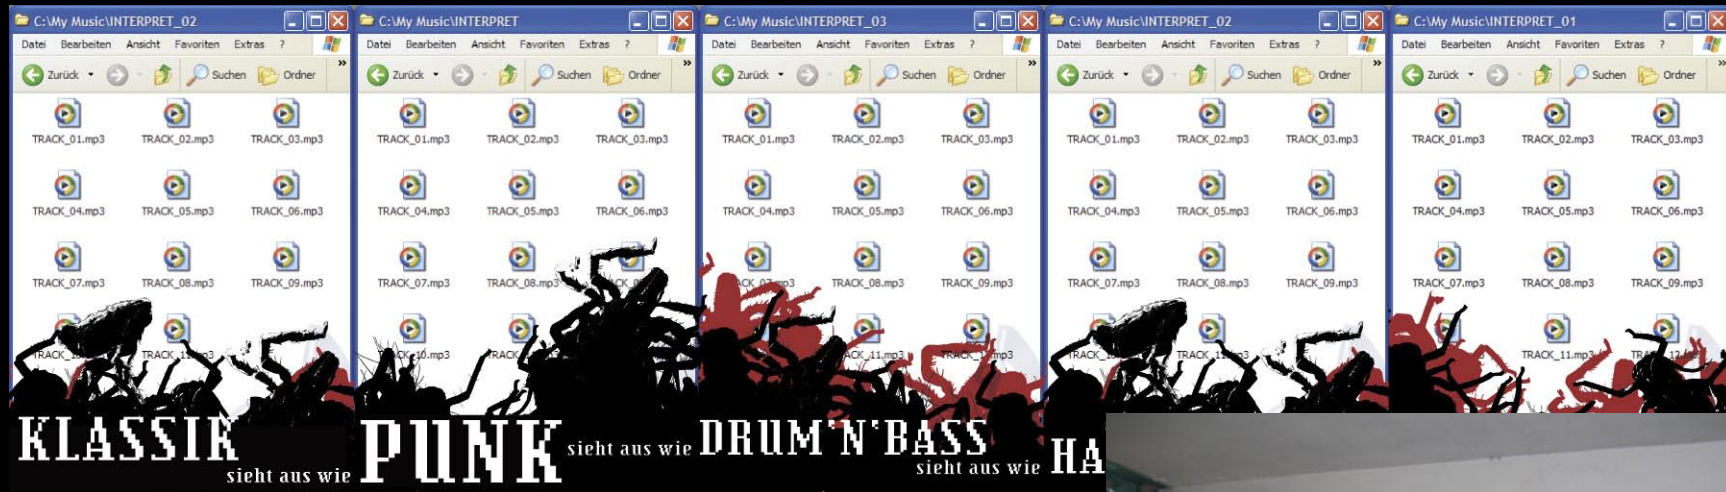 C:\My Music\INTERPRET_02
Datei Bearbeiten Ansicht Favoriten Extras ?
Zurück Suchen Ordner »
TRACK_01.mp3 TRACK_02.mp3 TRACK_03.mp3
TRACK_04.mp3 TRACK_05.mp3 TRACK_06.mp3
TRACK_07.mp3 TRACK_08.mp3 TRACK_09.mp3
KLASSIK
sieht aus wie
C:\My Music\INTERPRET
Datei Bearbeiten Ansicht Favoriten Extras ?
Zurück Suchen Ordner »
TRACK_01.mp3 TRACK_02.mp3 TRACK_03.mp3
TRACK_04.mp3 TRACK_05.mp3 TRACK_06.mp3
TRACK_07.mp3 TRACK_08.mp3
PUNK
sieht aus wie
C:\My Music\INTERPRET_03
Datei Bearbeiten Ansicht Favoriten Extras ?
Zurück Suchen Ordner »
TRACK_01.mp3 TRACK_02.mp3 TRACK_03.mp3
TRACK_04.mp3 TRACK_05.mp3 TRACK_06.mp3
TRACK_08.mp3 TRACK_09.mp3
DRUM'N'BASS
sieht aus wie
C:\My Music\INTERPRET_02
Datei Bearbeiten Ansicht Favoriten Extras ?
Zurück Suchen Ordner »
TRACK_01.mp3 TRACK_02.mp3 TRACK_03.mp3
TRACK_04.mp3 TRACK_05.mp3 TRACK_06.mp3
TRACK_07.mp3 TRACK_08.mp3 TRACK_09.mp3
HA
C:\My Music\INTERPRET_01
Datei Bearbeiten Ansicht Favoriten Extras ?
Zurück Suchen Ordner »
TRACK_01.mp3 TRACK_02.mp3 TRACK_03.mp3
TRACK_04.mp3 TRACK_05.mp3 TRACK_06.mp3
TRACK_07.mp3 TRACK_08.mp3 TRACK_09.mp3
TRACK_11.mp3